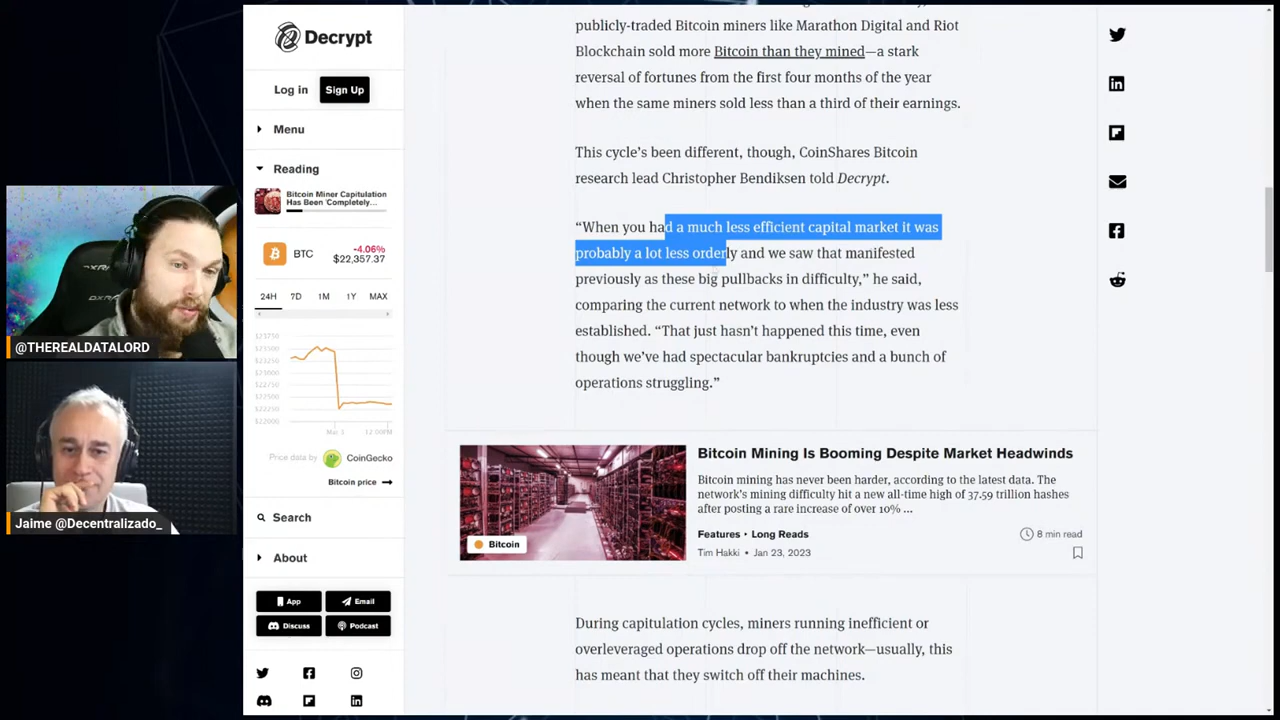 Decrypt
Log in
Sign Up
Menu
Reading
Bitcoin Miner Capitulation
Has Been 'Completely...
BTC
-4.06%
$22,357.37
24H
7D
1M
1Y
MAX
$23750
$23500
$23250
$23000
$22750
$22500
$22250
$22000
12:00PM
Price data by
CoinGecko
Bitcoin price
Search
About
App
Email
Discuss
Podcast
@THEREALDATALORD
Jaime @Decentralizado_
publicly-traded Bitcoin miners like Marathon Digital and Riot
Blockchain sold more Bitcoin than they mined—a stark
reversal of fortunes from the first four months of the year
when the same miners sold less than a third of their earnings.
This cycle's been different, though, CoinShares Bitcoin
research lead Christopher Bendiksen told Decrypt.
“When you had a much less efficient capital market it was
probably a lot less orderly and we saw that manifested
previously as these big pullbacks in difficulty,” he said,
comparing the current network to when the industry was less
established. “That just hasn't happened this time, even
though we've had spectacular bankruptcies and a bunch of
operations struggling.”
Bitcoin
Bitcoin Mining Is Booming Despite Market Headwinds
Bitcoin mining has never been harder, according to the latest data. The
network's mining difficulty hit a new all-time high of 37.59 trillion hashes
after posting a rare increase of over 10% ...
Features • Long Reads
8 min read
Tim Hakki • Jan 23, 2023
During capitulation cycles, miners running inefficient or
overleveraged operations drop off the network—usually, this
has meant that they switch off their machines.